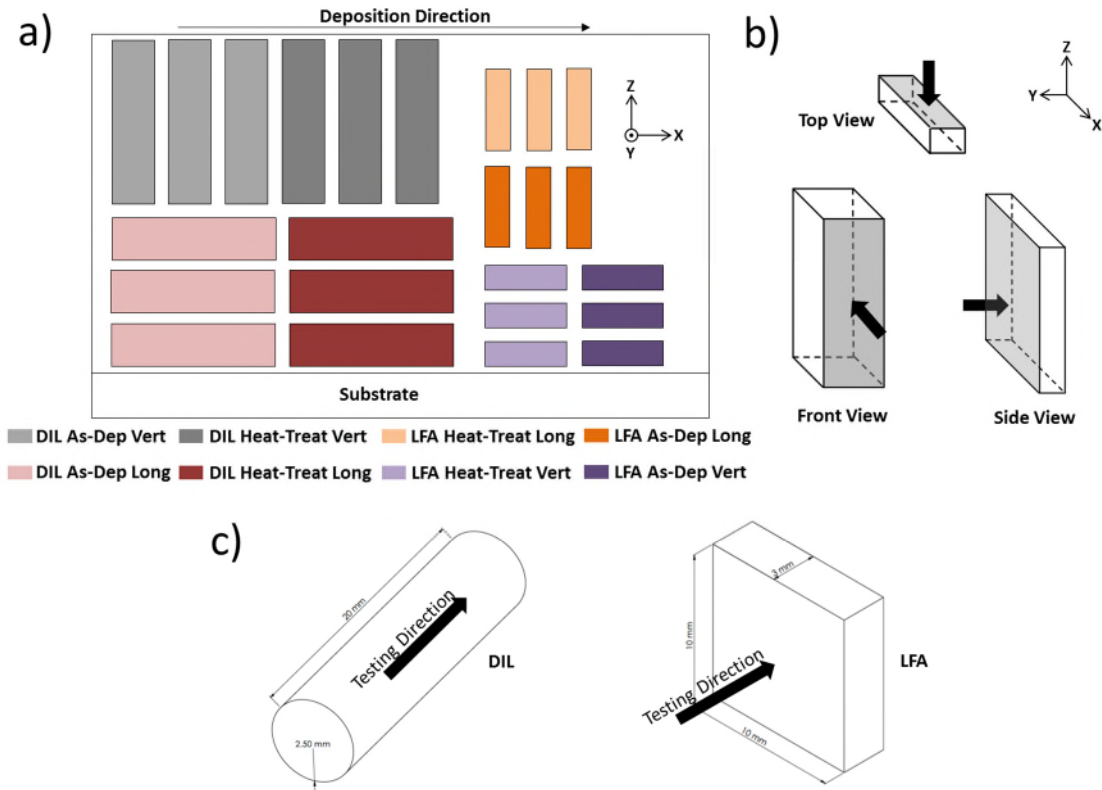 a)
Deposition Direction
Z
X
Y
Substrate
DIL As-Dep Vert DIL Heat-Treat Vert LFA Heat-Treat Long LFA As-Dep Long
DIL As-Dep Long DIL Heat-Treat Long LFA Heat-Treat Vert LFA As-Dep Vert
b)
Z
Y
X
Top View
Front View
Side View
c)
20 mm
Testing Direction
DIL
2.50 mm
3 mm
10 mm
Testing Direction
LFA
10 mm